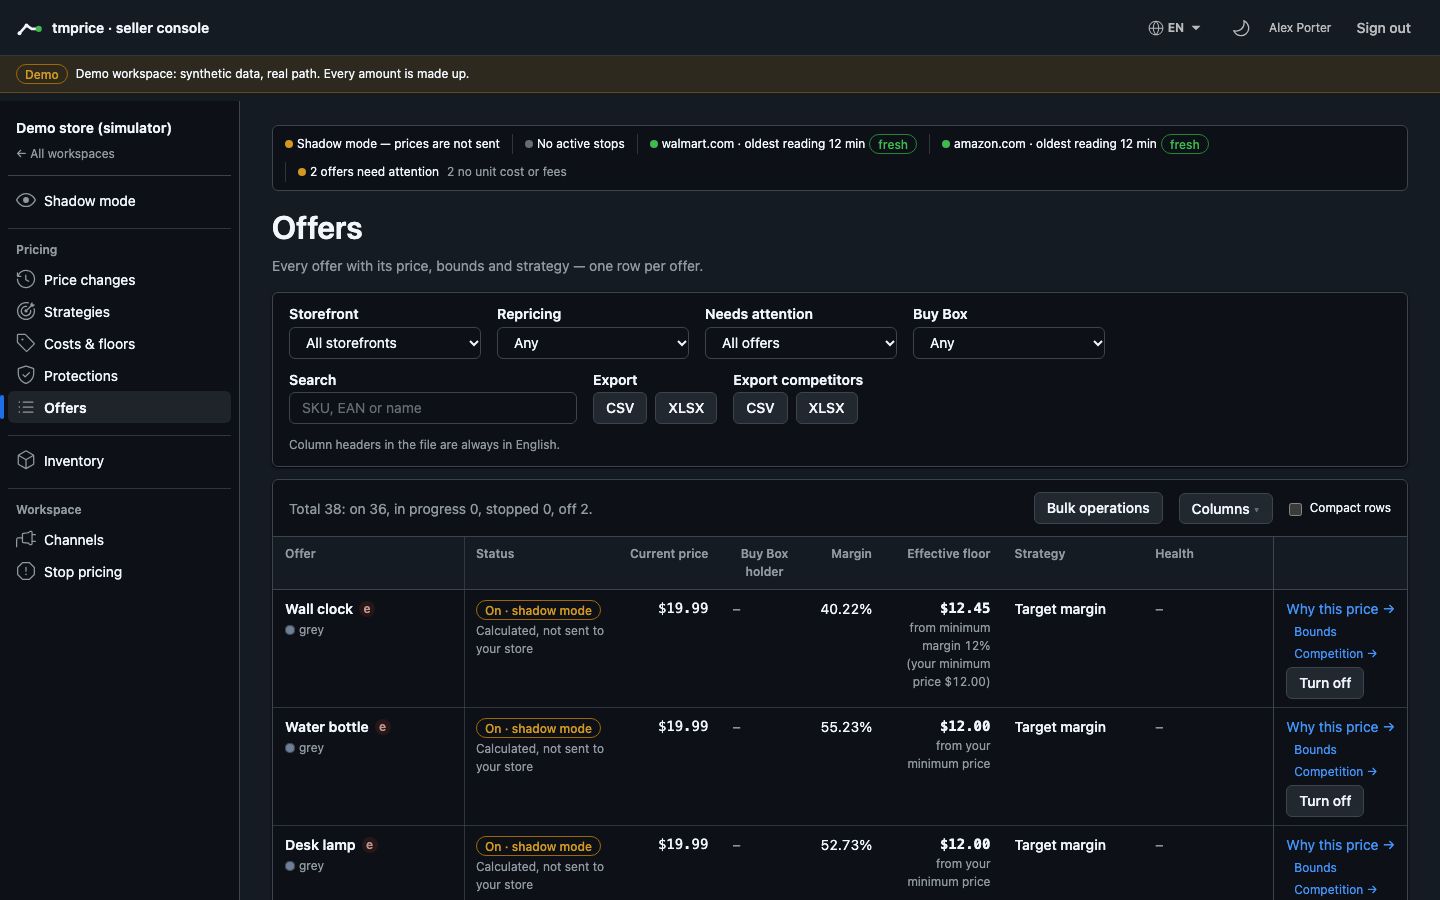 tmprice · seller console
EN
Alex Porter
Sign out
Demo
Demo workspace: synthetic data, real path. Every amount is made up.
Demo store (simulator)
← All workspaces
Shadow mode
Pricing
Price changes
Strategies
Costs & floors
Protections
Offers
Inventory
Workspace
Channels
Stop pricing
Shadow mode — prices are not sent
No active stops
walmart.com · oldest reading 12 min fresh
amazon.com · oldest reading 12 min fresh
2 offers need attention 2 no unit cost or fees
Offers
Every offer with its price, bounds and strategy — one row per offer.
Storefront Repricing Needs attention Buy Box
All storefronts Any All offers Any
Search Export Export competitors
SKU, EAN or name CSV XLSX CSV XLSX
Column headers in the file are always in English.
Total 38: on 36, in progress 0, stopped 0, off 2.
Bulk operations
Columns
Compact rows
Offer Status Current price Buy Box Margin Effective floor Strategy Health
holder
Wall clock e On · shadow mode $19.99 – 40.22% $12.45 Target margin – Why this price →
grey Calculated, not sent to from minimum Bounds
your store margin 12% Competition →
(your minimum Turn off
price $12.00)
Water bottle e On · shadow mode $19.99 – 55.23% $12.00 Target margin – Why this price →
grey Calculated, not sent to from your Bounds
your store minimum price Competition →
Turn off
Desk lamp e On · shadow mode $19.99 – 52.73% $12.00 Target margin – Why this price →
grey Calculated, not sent to from your Bounds
your store minimum price Competition →